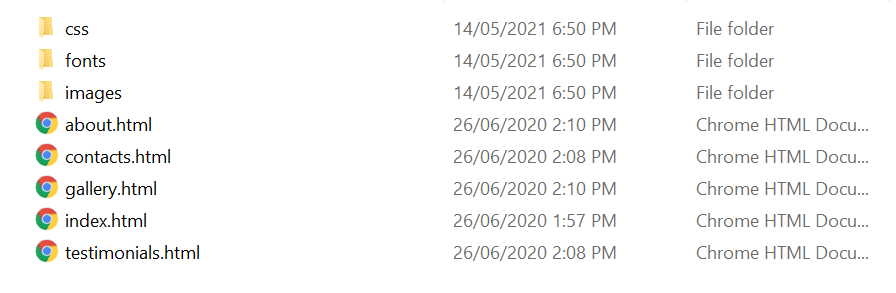 css 14/05/2021 6:50 PM File folder
fonts 14/05/2021 6:50 PM File folder
images 14/05/2021 6:50 PM File folder
about.html 26/06/2020 2:10 PM Chrome HTML Docu...
contacts.html 26/06/2020 2:08 PM Chrome HTML Docu...
gallery.html 26/06/2020 2:10 PM Chrome HTML Docu...
index.html 26/06/2020 1:57 PM Chrome HTML Docu...
testimonials.html 26/06/2020 2:08 PM Chrome HTML Docu...